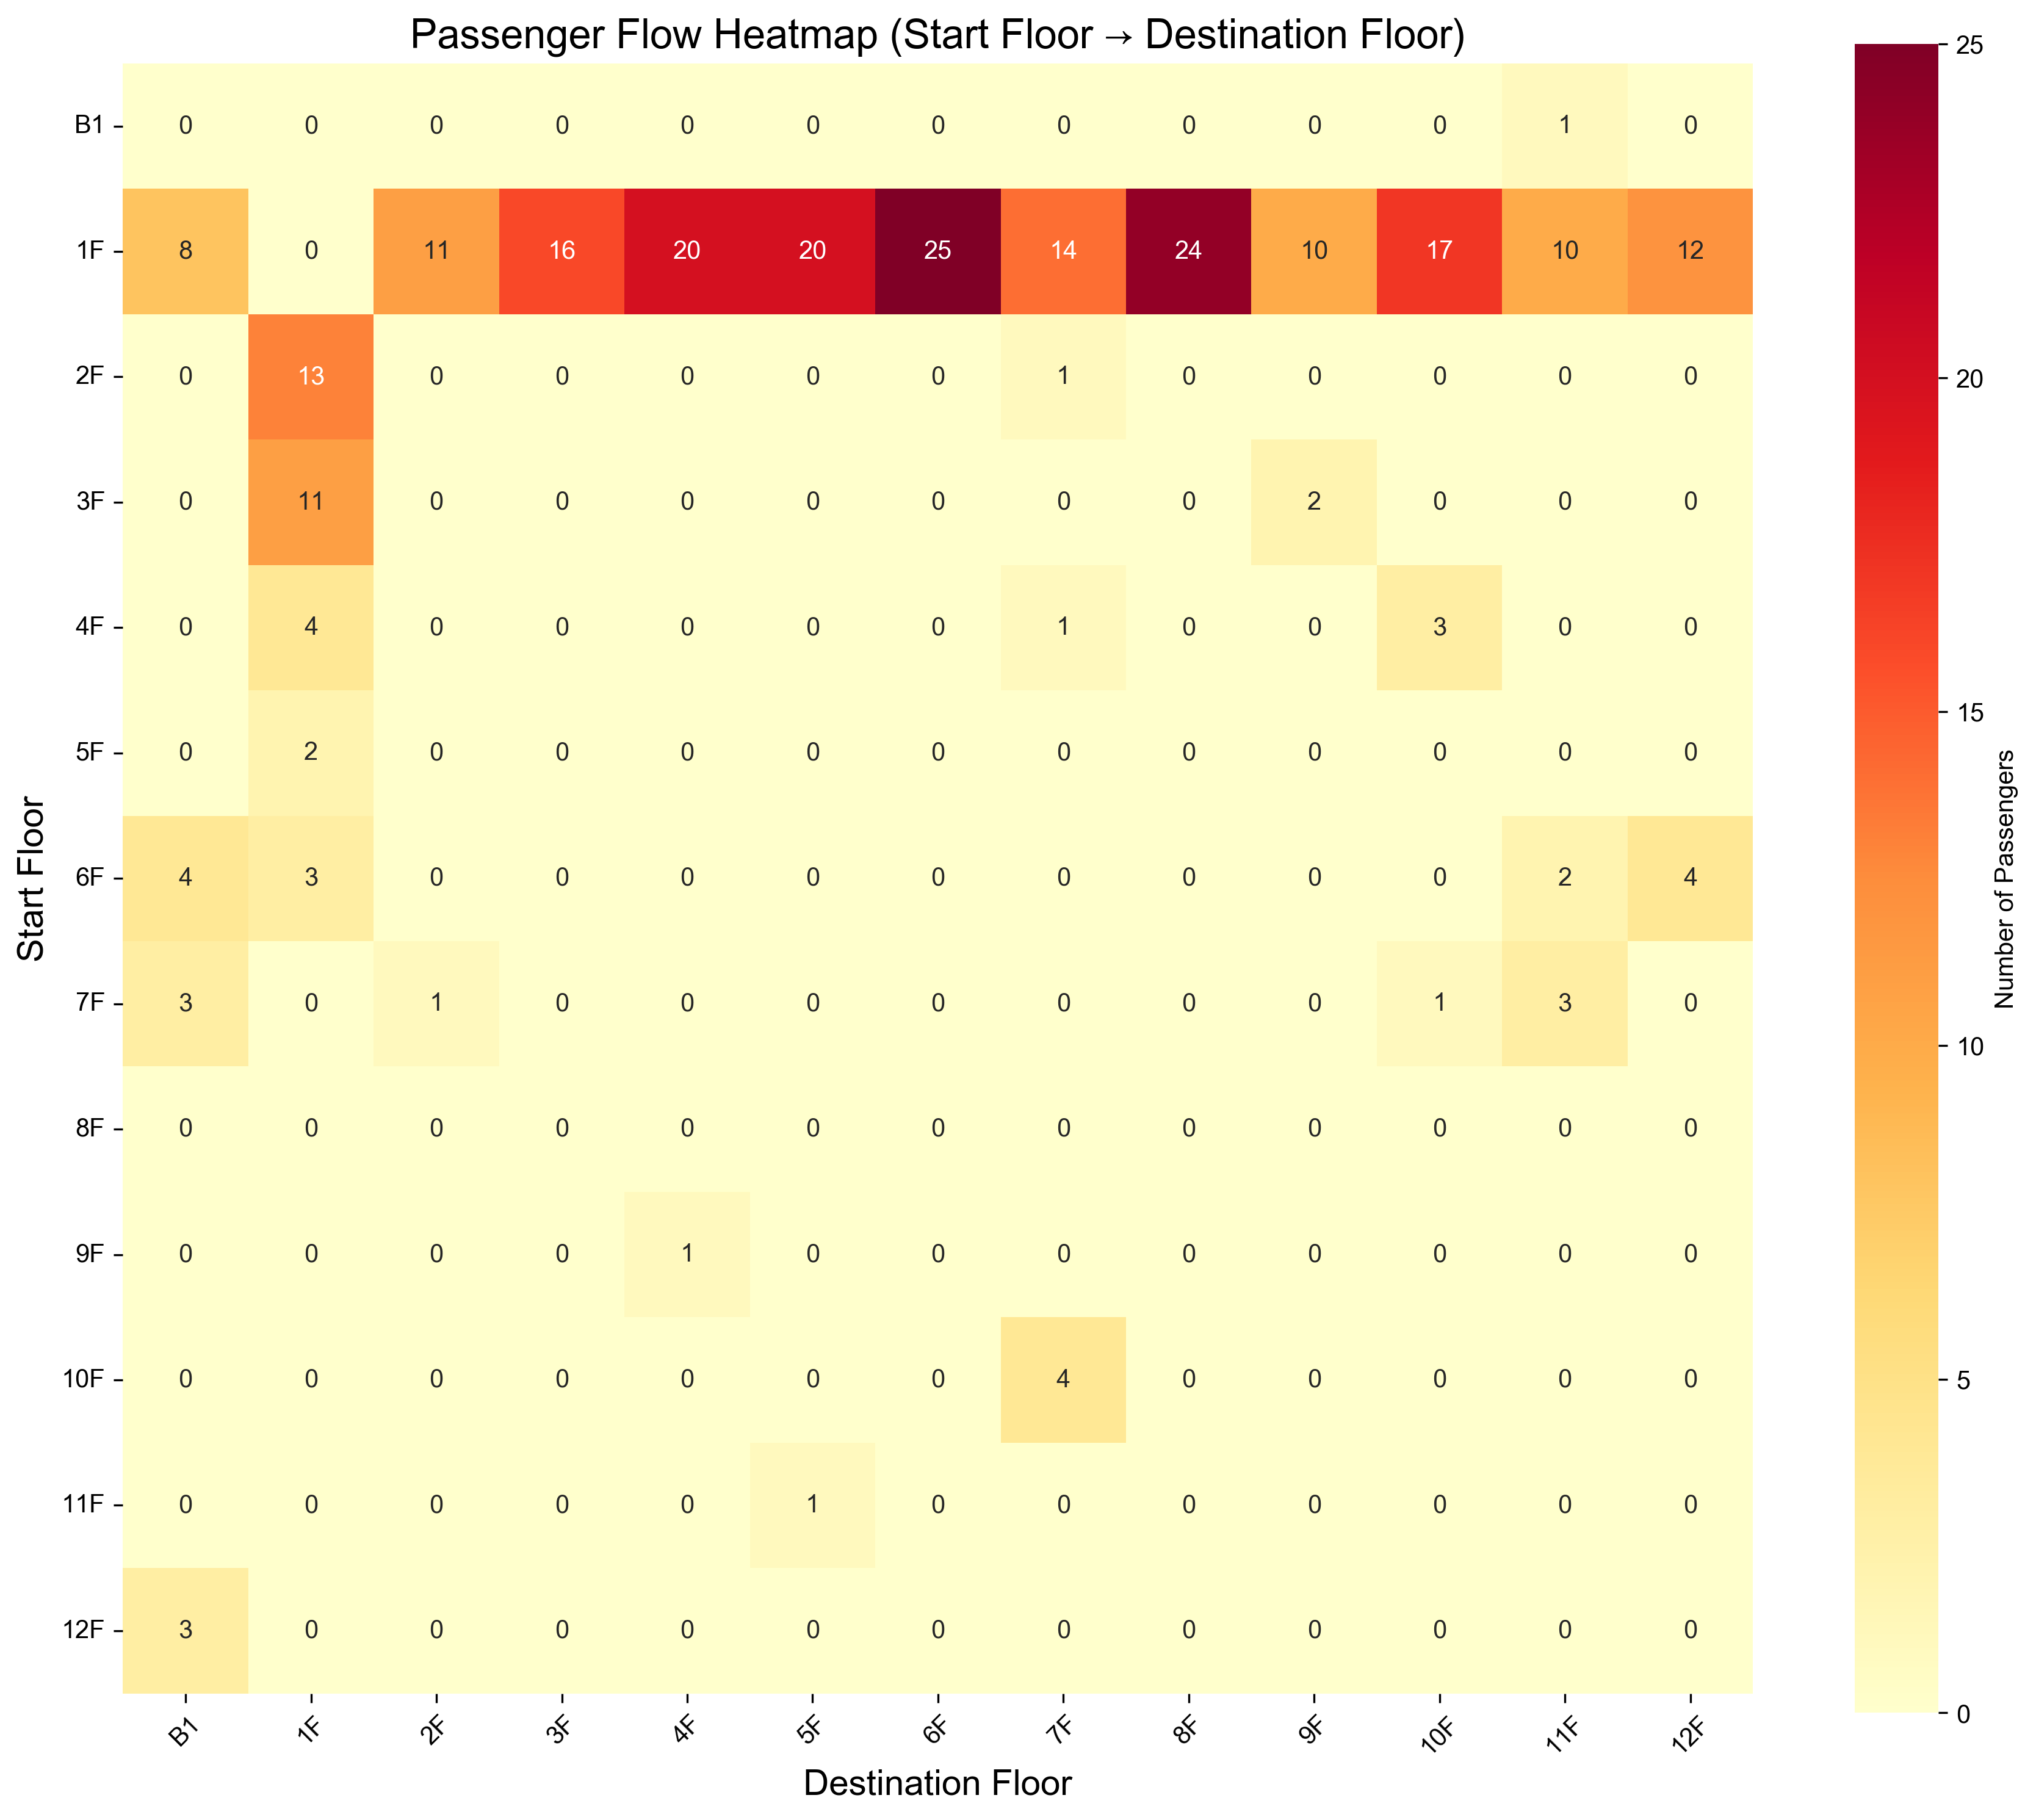 Passenger Flow Heatmap (Start Floor → Destination Floor)
B1 0 0 0 0 0 0 0 0 0 0 0 1 0
1F 8 0 11 16 20 20 25 14 24 10 17 10 12
2F 0 13 0 0 0 0 0 1 0 0 0 0 0
3F 0 11 0 0 0 0 0 0 0 2 0 0 0
4F 0 4 0 0 0 0 0 1 0 0 3 0 0
5F 0 2 0 0 0 0 0 0 0 0 0 0 0
6F 4 3 0 0 0 0 0 0 0 0 0 2 4
7F 3 0 1 0 0 0 0 0 0 0 1 3 0
8F 0 0 0 0 0 0 0 0 0 0 0 0 0
9F 0 0 0 0 1 0 0 0 0 0 0 0 0
10F 0 0 0 0 0 0 0 4 0 0 0 0 0
11F 0 0 0 0 0 1 0 0 0 0 0 0 0
12F 3 0 0 0 0 0 0 0 0 0 0 0 0
B1 1F 2F 3F 4F 5F 6F 7F 8F 9F 10F 11F 12F
Start Floor
Destination Floor
25
20
15
10
5
0
Number of Passengers